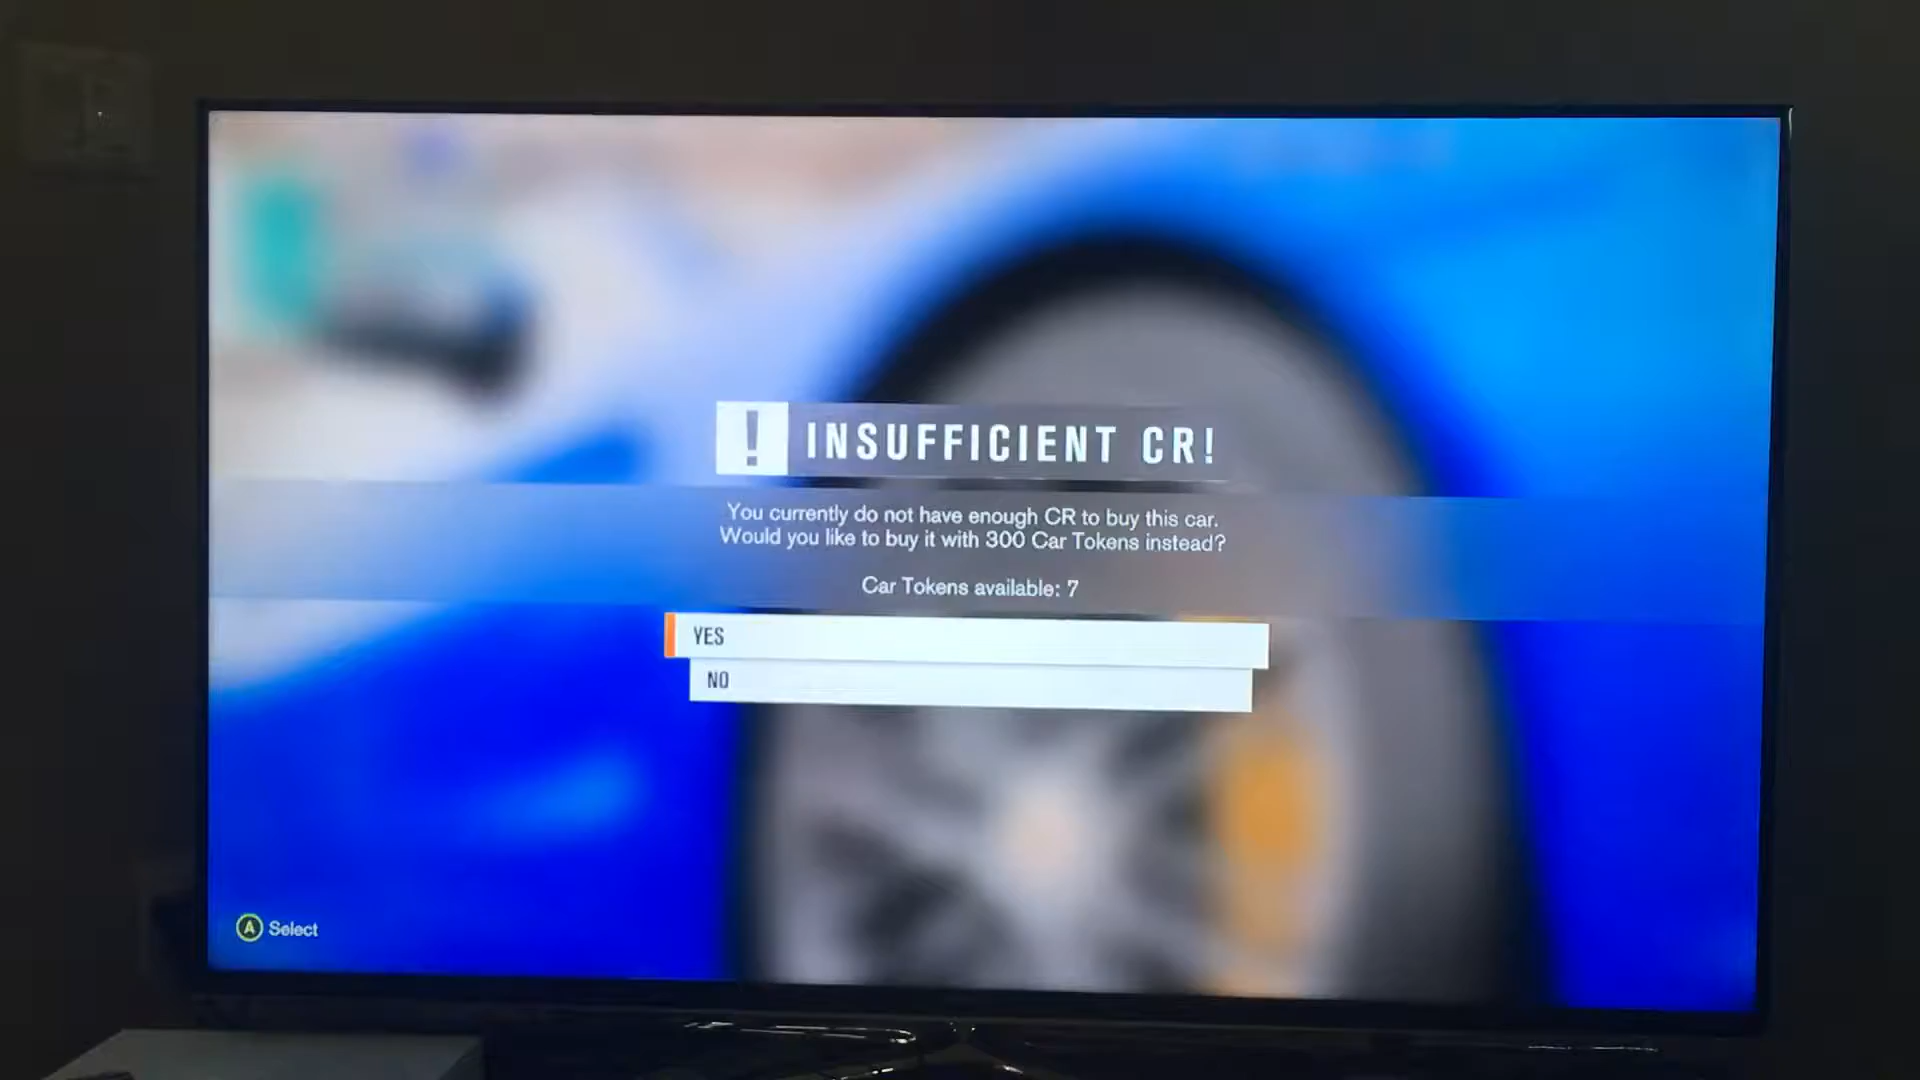 ! INSUFFICIENT CR!
You currently do not have enough CR to buy this car.
Would you like to buy it with 300 Car Tokens instead?
Car Tokens available: 7
YES
NO
A Select